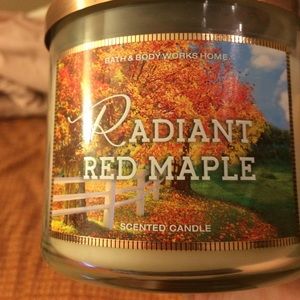 BATH & BODY WORKS HOME
RADIANT
RED MAPLE
SCENTED CANDLE